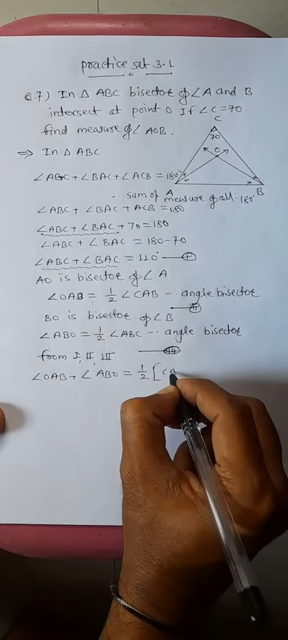 practice set 3.1
Q.7) In △ ABC bisector of ∠A and B
intersect at point O If ∠C = 70
find measure of ∠ AOB.
C
70
O
A
B
⇒ In △ ABC
∠ABC + ∠BAC + ∠ACB = 180°
sum of measure of all 180°
∠ABC + ∠BAC + ACB = 180
∠ABC + ∠BAC + 70 = 180
∠ABC + ∠BAC = 180-70
∠ABC + ∠BAC = 110° — I
AO is bisector of ∠ A
∠OAB = 1/2 ∠CAB -- angle bisector
— II
BO is bisector of ∠ B
∠ABO = 1/2 ∠ABC -- angle bisector
from I, II, III — III
∠OAB + ∠ ABO = 1/2 [